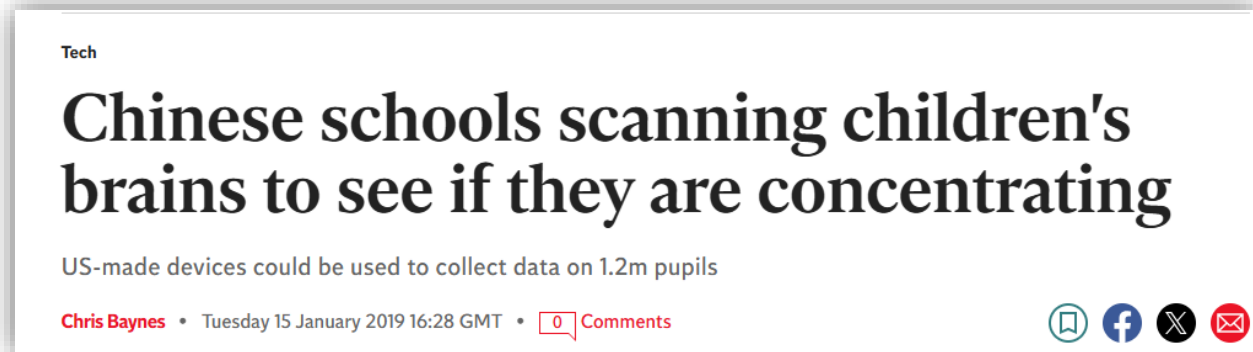 Tech
Chinese schools scanning children's
brains to see if they are concentrating
US-made devices could be used to collect data on 1.2m pupils
Chris Baynes • Tuesday 15 January 2019 16:28 GMT • 0 Comments